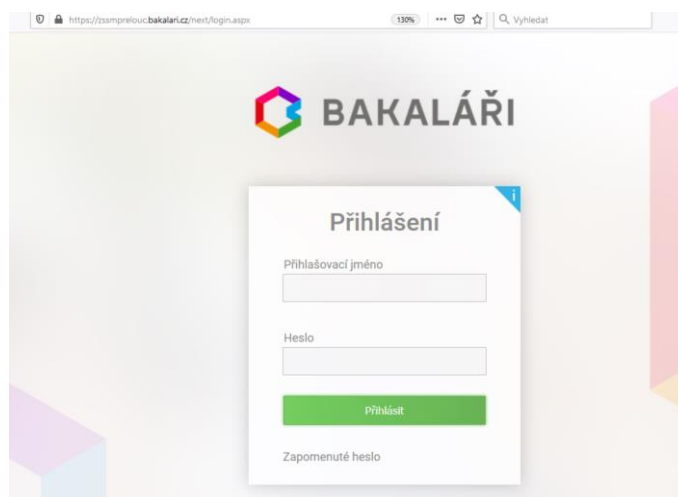 https://zssmprelouc.bakalari.cz/next/login.aspx 130% ••• Vyhledat
BAKALÁŘI
i
Přihlášení
Přihlašovací jméno
Heslo
Přihlásit
Zapomenuté heslo